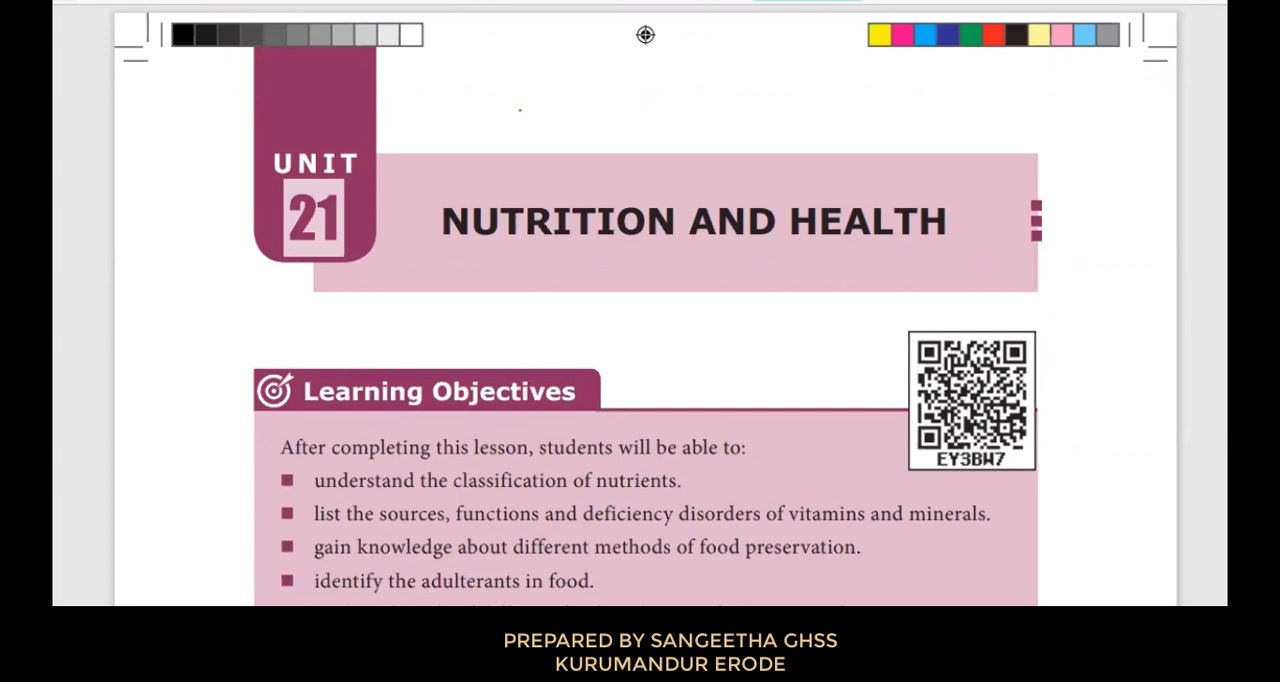 UNIT
21
NUTRITION AND HEALTH
EY3BW7
Learning Objectives
After completing this lesson, students will be able to:
understand the classification of nutrients.
list the sources, functions and deficiency disorders of vitamins and minerals.
gain knowledge about different methods of food preservation.
identify the adulterants in food.
PREPARED BY SANGEETHA GHSS
KURUMANDUR ERODE